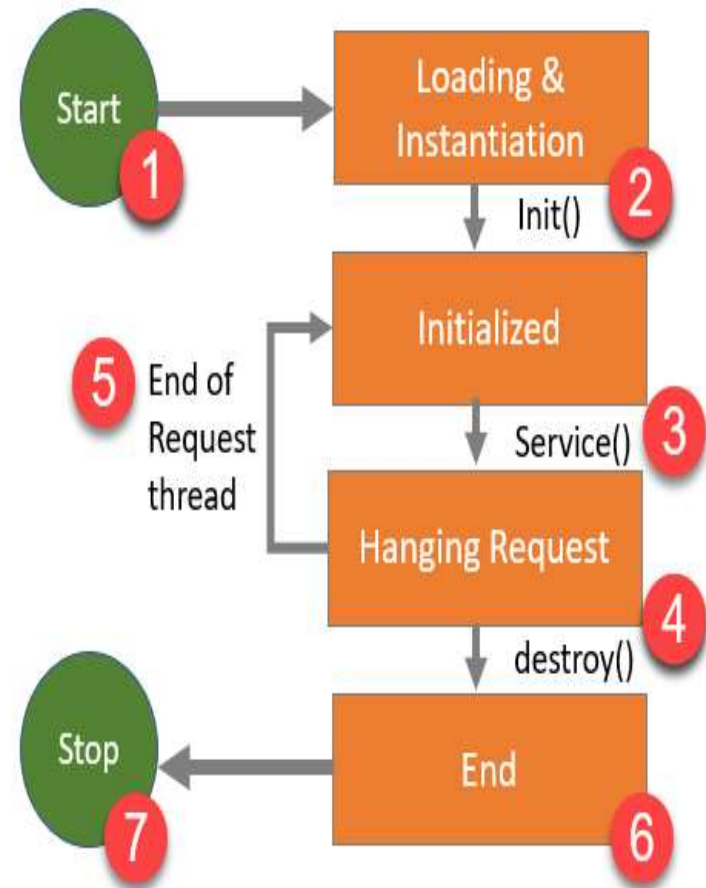 Start
1
Loading &
Instantiation
2
Init()
Initialized
3
5
End of
Request
thread
Service()
Hanging Request
4
destroy()
Stop
7
End
6